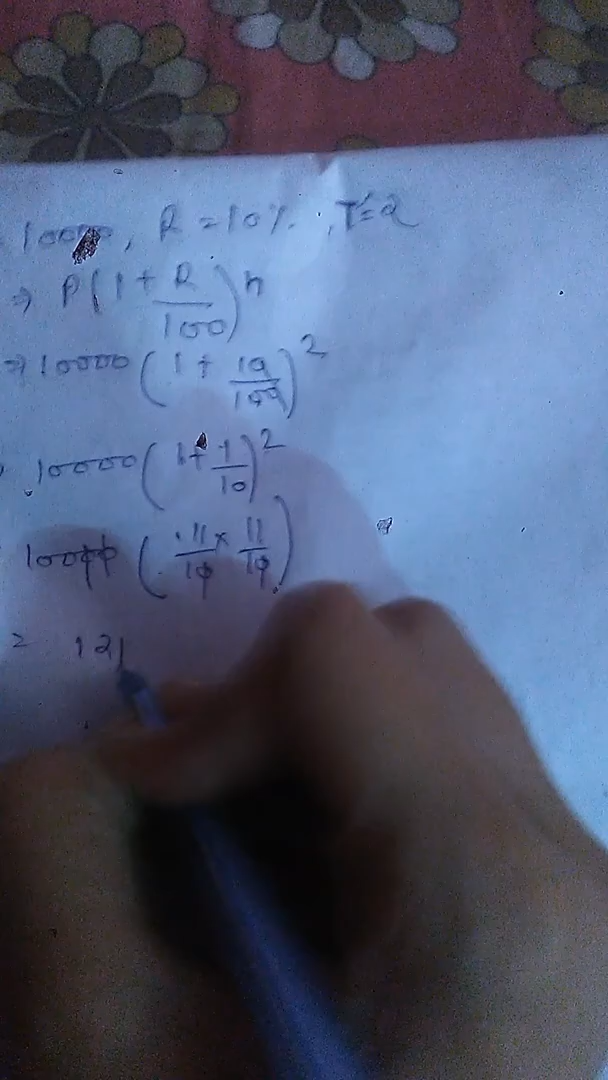 10000, R = 10%, T = 2
⇒ P(1 + R/100)^n
⇒ 10000 (1 + 10/100)^2
10000 (1 + 1/10)^2
10000 (11/10 × 11/10)
= 121